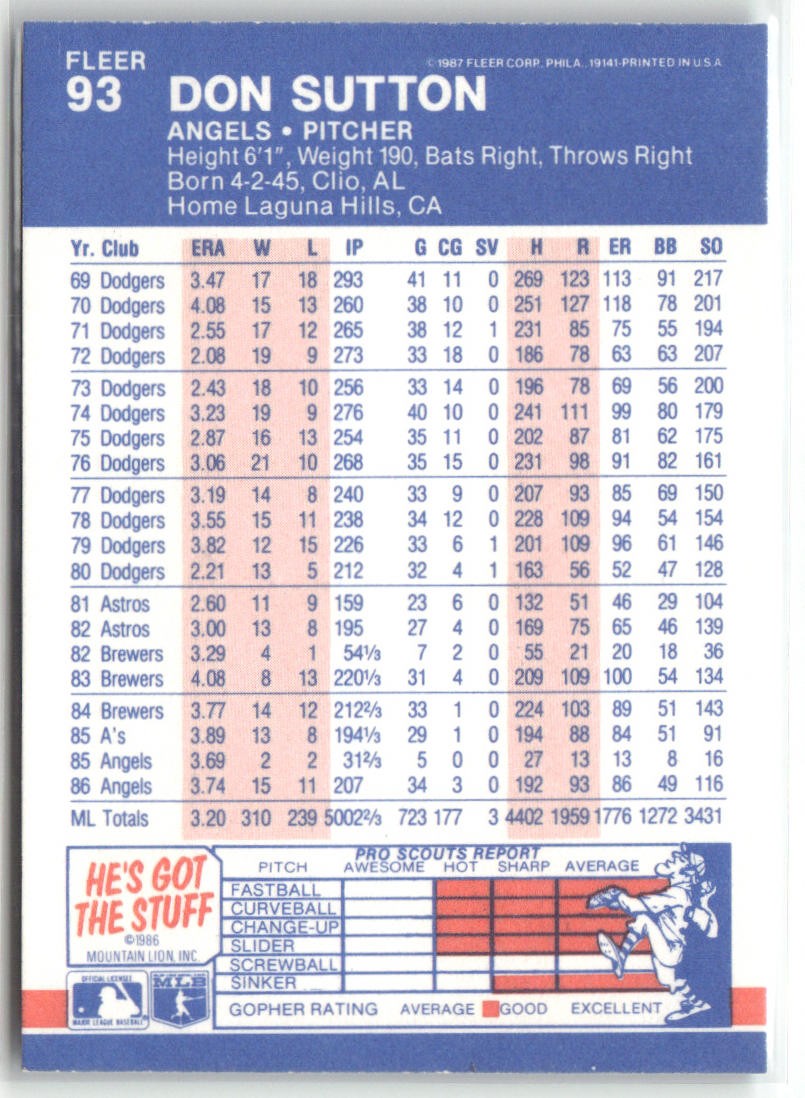 FLEER
©1987 FLEER CORP. PHILA., 19141-PRINTED IN U.S.A
93 DON SUTTON
ANGELS • PITCHER
Height 6'1", Weight 190, Bats Right, Throws Right
Born 4-2-45, Clio, AL
Home Laguna Hills, CA
Yr. Club ERA W L IP G CG SV H R ER BB SO
69 Dodgers 3.47 17 18 293 41 11 0 269 123 113 91 217
70 Dodgers 4.08 15 13 260 38 10 0 251 127 118 78 201
71 Dodgers 2.55 17 12 265 38 12 1 231 85 75 55 194
72 Dodgers 2.08 19 9 273 33 18 0 186 78 63 63 207
73 Dodgers 2.43 18 10 256 33 14 0 196 78 69 56 200
74 Dodgers 3.23 19 9 276 40 10 0 241 111 99 80 179
75 Dodgers 2.87 16 13 254 35 11 0 202 87 81 62 175
76 Dodgers 3.06 21 10 268 35 15 0 231 98 91 82 161
77 Dodgers 3.19 14 8 240 33 9 0 207 93 85 69 150
78 Dodgers 3.55 15 11 238 34 12 0 228 109 94 54 154
79 Dodgers 3.82 12 15 226 33 6 1 201 109 96 61 146
80 Dodgers 2.21 13 5 212 32 4 1 163 56 52 47 128
81 Astros 2.60 11 9 159 23 6 0 132 51 46 29 104
82 Astros 3.00 13 8 195 27 4 0 169 75 65 46 139
82 Brewers 3.29 4 1 54⅓ 7 2 0 55 21 20 18 36
83 Brewers 4.08 8 13 220⅓ 31 4 0 209 109 100 54 134
84 Brewers 3.77 14 12 212⅔ 33 1 0 224 103 89 51 143
85 A's 3.89 13 8 194⅓ 29 1 0 194 88 84 51 91
85 Angels 3.69 2 2 31⅔ 5 0 0 27 13 13 8 16
86 Angels 3.74 15 11 207 34 3 0 192 93 86 49 116
ML Totals 3.20 310 239 5002⅔ 723 177 3 4402 1959 1776 1272 3431
HE'S GOT
THE STUFF
©1986
MOUNTAIN LION, INC.
OFFICIAL LICENSEE
MAJOR LEAGUE BASEBALL
MLB
PRO SCOUTS REPORT
PITCH AWESOME HOT SHARP AVERAGE
FASTBALL
CURVEBALL
CHANGE-UP
SLIDER
SCREWBALL
SINKER
GOPHER RATING AVERAGE GOOD EXCELLENT